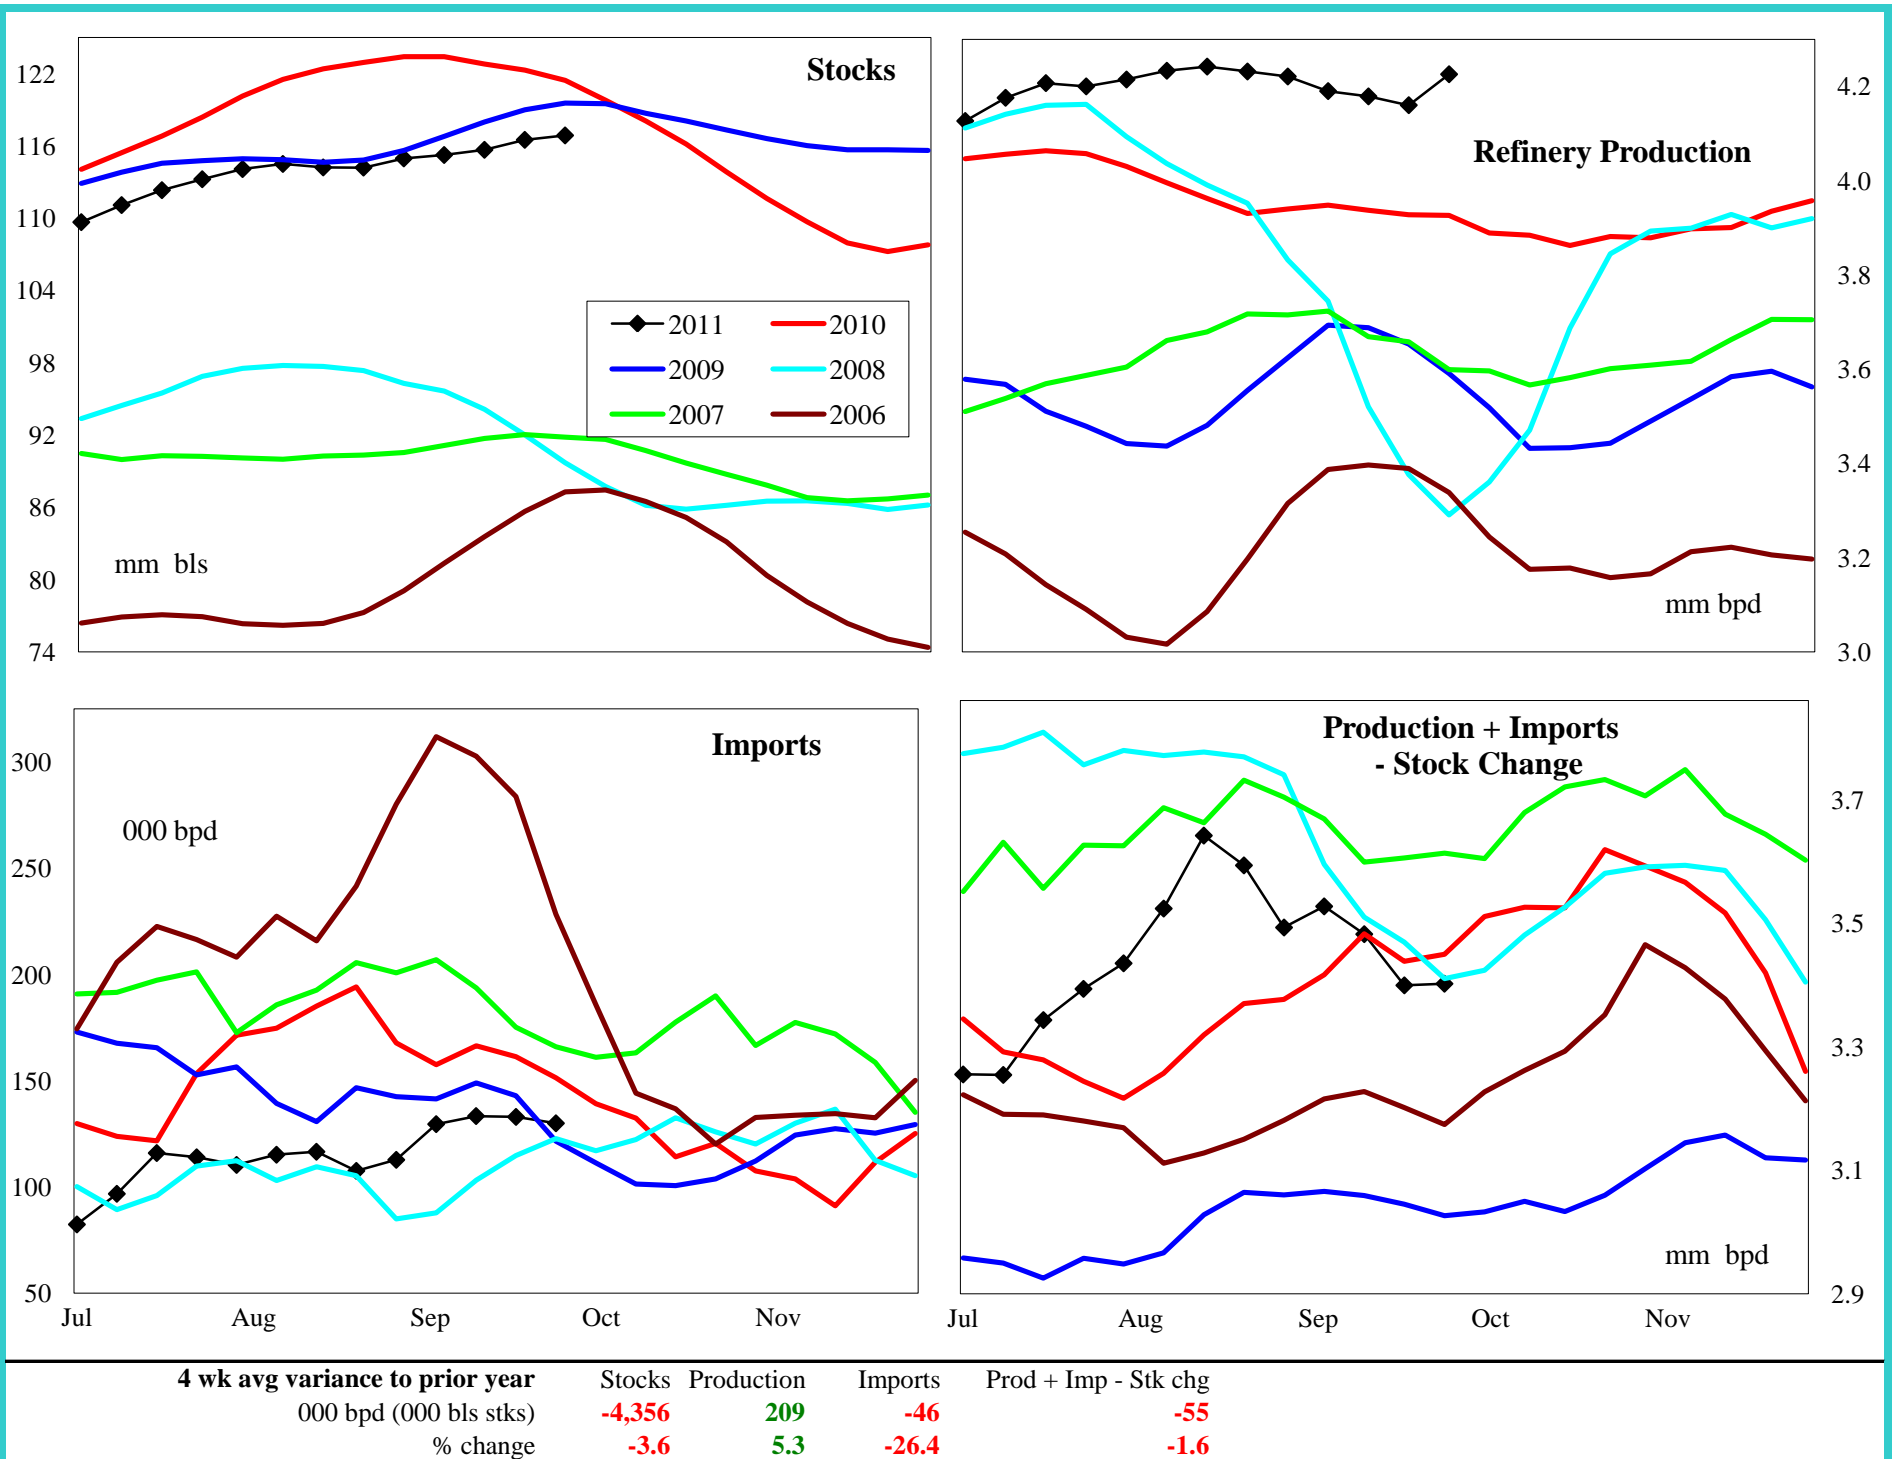 Stocks
122
116
110
104
98
92
86
80
74
mm bls
2011 2010
2009 2008
2007 2006
Refinery Production
4.2
4.0
3.8
3.6
3.4
3.2
3.0
mm bpd
Imports
000 bpd
300
250
200
150
100
50
Jul Aug Sep Oct Nov
Production + Imports
- Stock Change
3.7
3.5
3.3
3.1
2.9
mm bpd
Jul Aug Sep Oct Nov
4 wk avg variance to prior year Stocks Production Imports Prod + Imp - Stk chg
000 bpd (000 bls stks) -4,356 209 -46 -55
% change -3.6 5.3 -26.4 -1.6